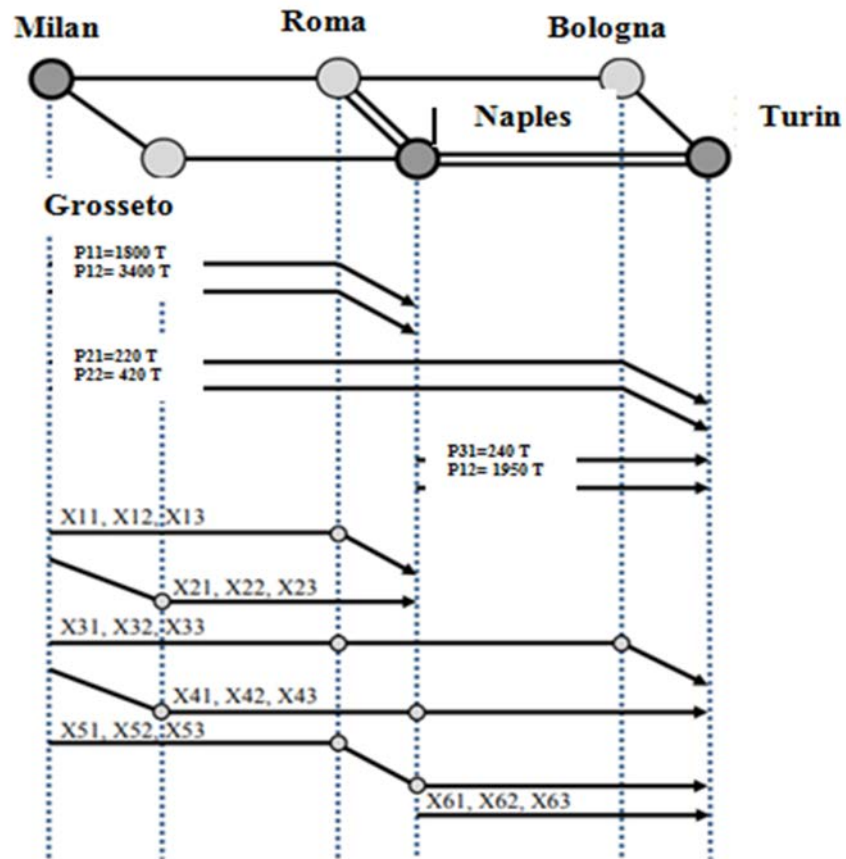 Milan
Roma
Bologna
Naples
Turin
Grosseto
P11=1800 T
P12= 3400 T
P21=220 T
P22= 420 T
P31=240 T
P12= 1950 T
X11, X12, X13
X21, X22, X23
X31, X32, X33
X41, X42, X43
X51, X52, X53
X61, X62, X63